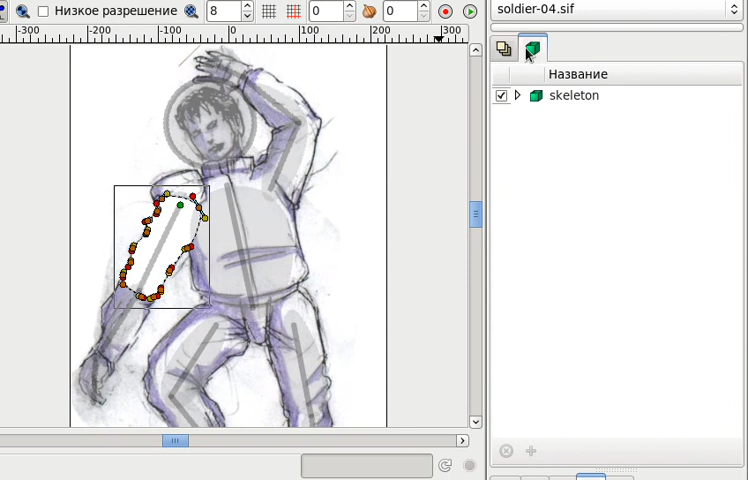 Низкое разрешение
8
0
0
soldier-04.sif
-300
-200
-100
0
100
200
300
Название
skeleton